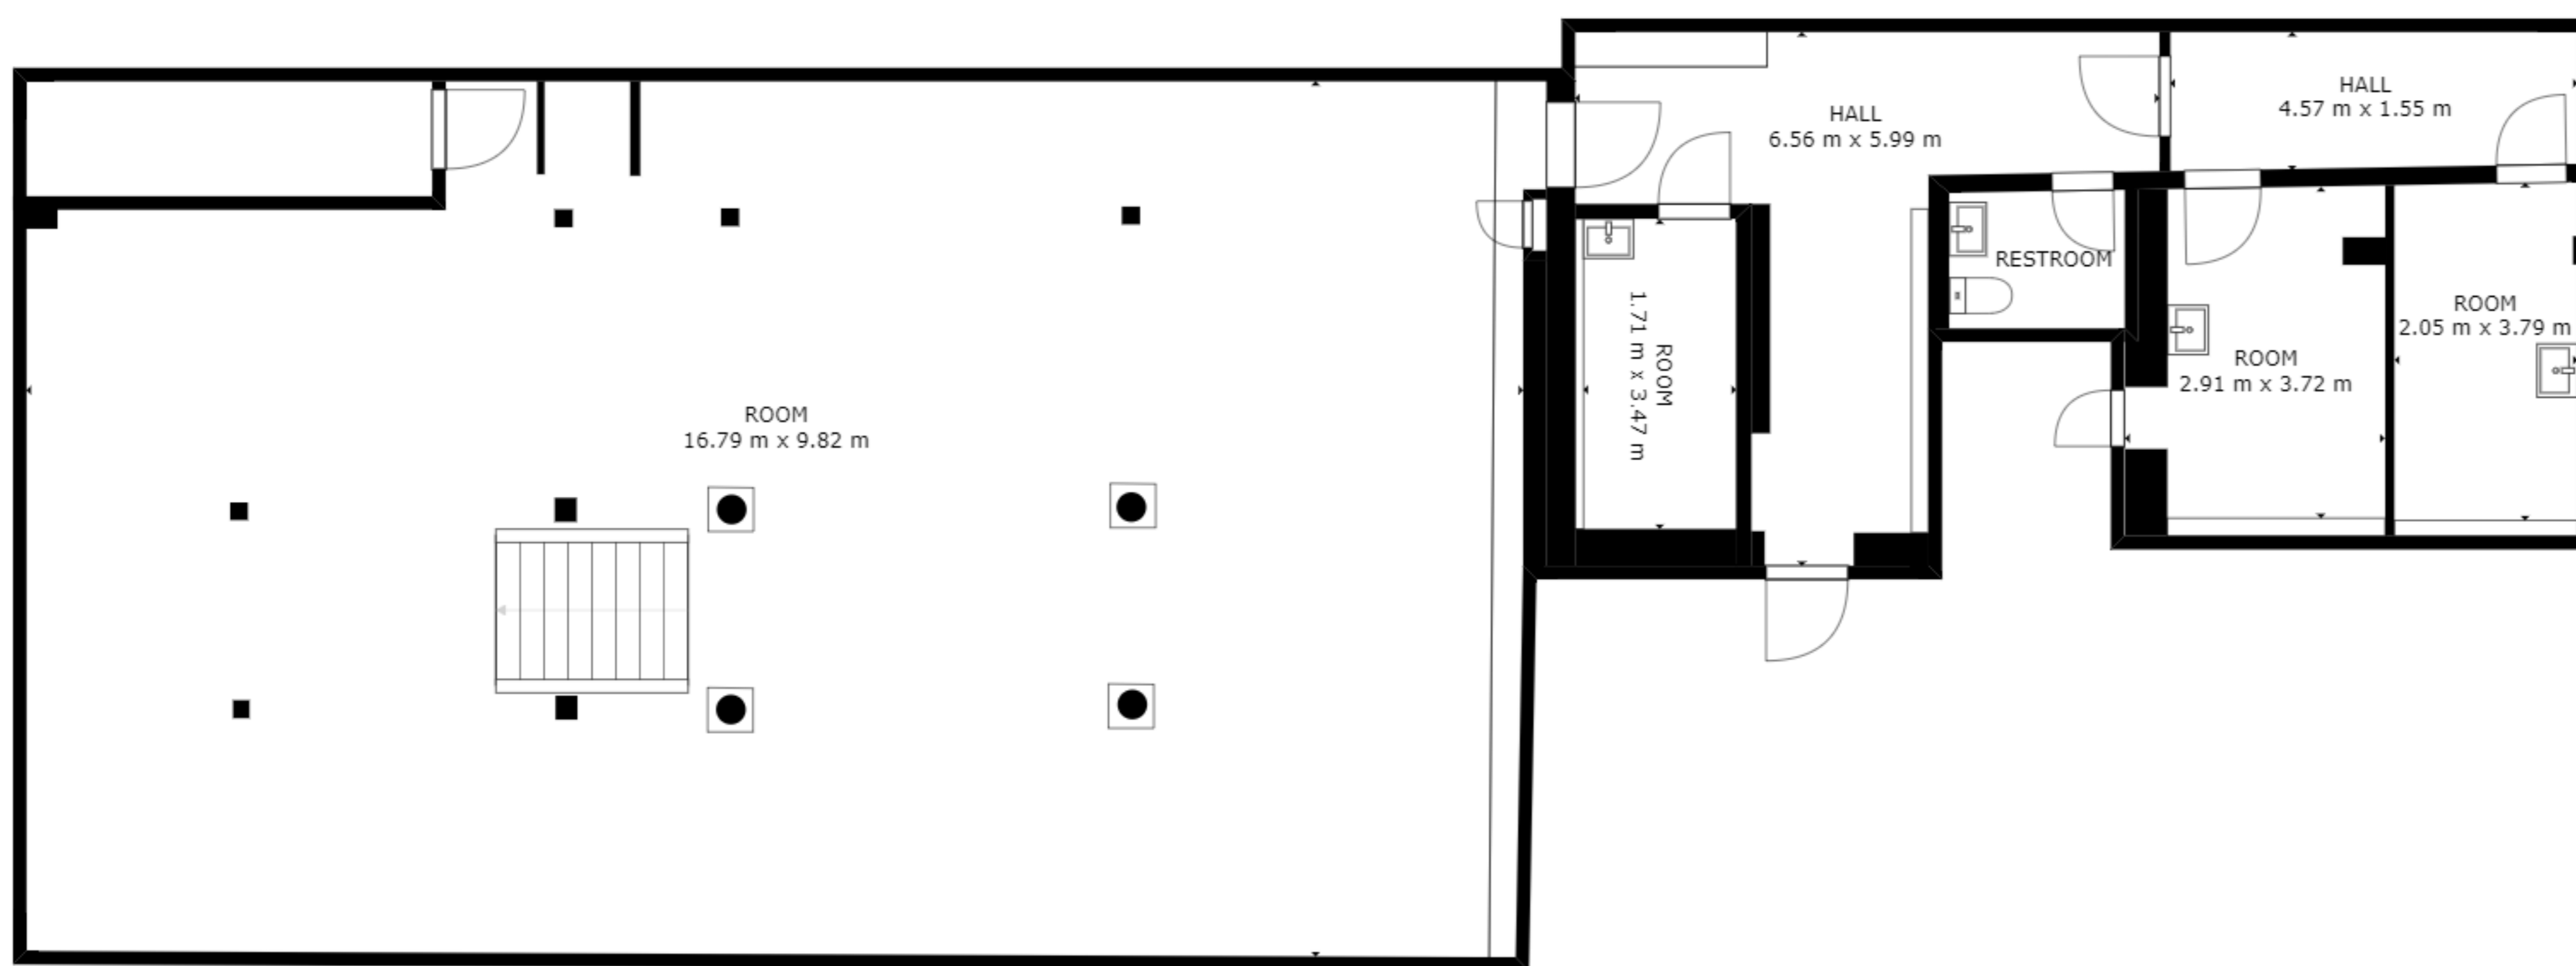 HALL
4.57 m x 1.55 m
HALL
6.56 m x 5.99 m
RESTROOM
ROOM
2.05 m x 3.79 m
ROOM
1.71 m x 3.47 m
ROOM
2.91 m x 3.72 m
ROOM
16.79 m x 9.82 m